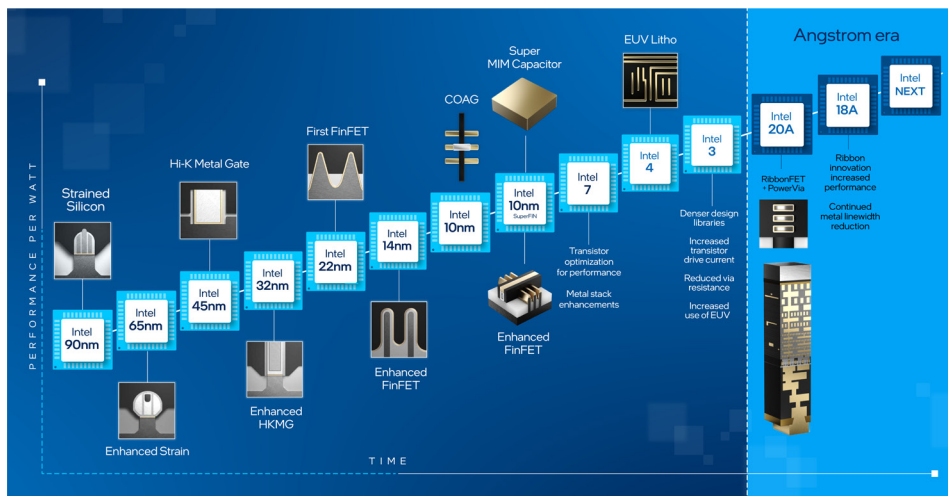 Angstrom era
PERFORMANCE PER WATT
Strained
Silicon
Intel
90nm
Intel
65nm
Enhanced Strain
Hi-K Metal Gate
Intel
45nm
Intel
32nm
Enhanced
HKMG
First FinFET
Intel
22nm
Intel
14nm
Enhanced
FinFET
COAG
Intel
10nm
Super
MIM Capacitor
Intel
10nm
SuperFIN
Enhanced
FinFET
Intel
7
Transistor
optimization
for performance
Metal stack
enhancements
EUV Litho
Intel
4
Intel
3
Denser design
libraries
Increased
transistor
drive current
Reduced via
resistance
Increased
use of EUV
Intel
20A
RibbonFET
+ PowerVia
Intel
18A
Ribbon
innovation
increased
performance
Continued
metal linewidth
reduction
Intel
NEXT
TIME